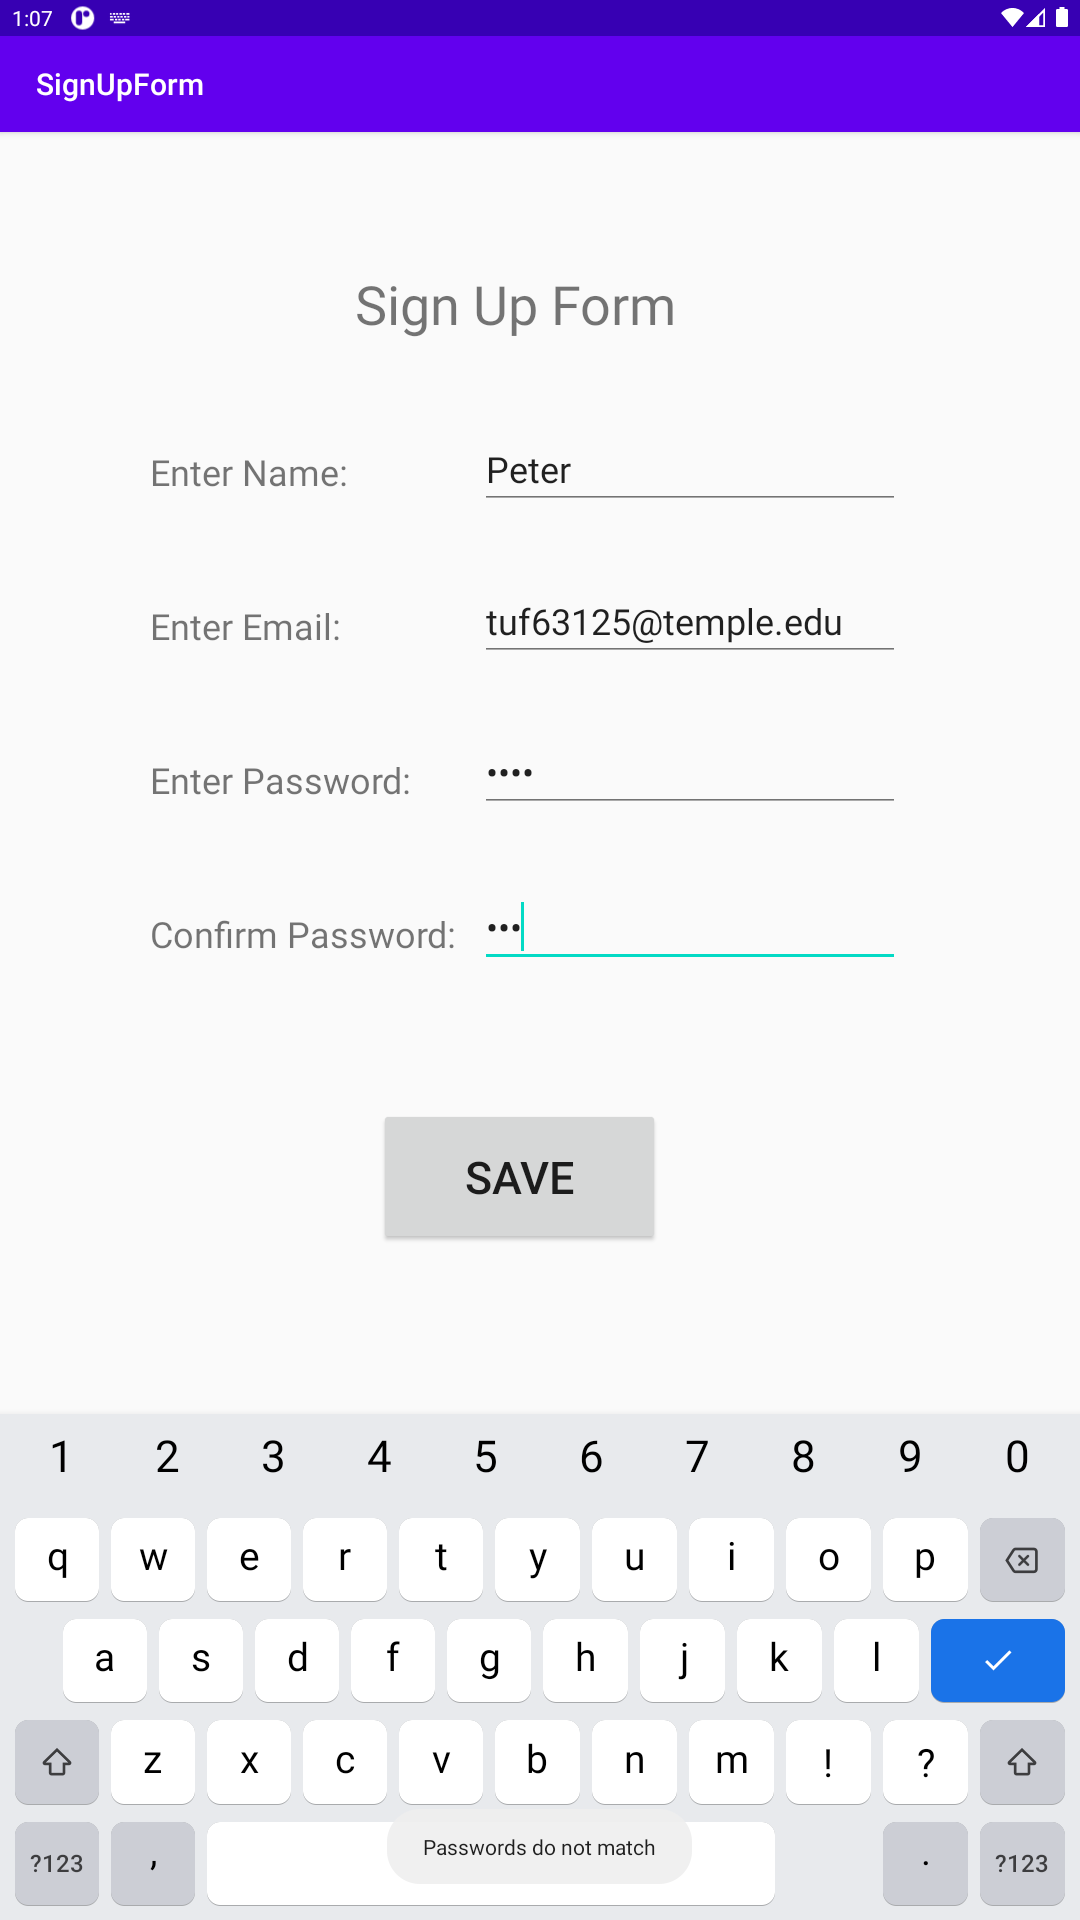 1:07
SignUpForm
Sign Up Form
Enter Name: Peter
Enter Email: tuf63125@temple.edu
Enter Password: ••••
Confirm Password: •••
SAVE
1 2 3 4 5 6 7 8 9 0
q w e r t y u i o p
a s d f g h j k l
z x c v b n m ! ?
?123 , . ?123
Passwords do not match